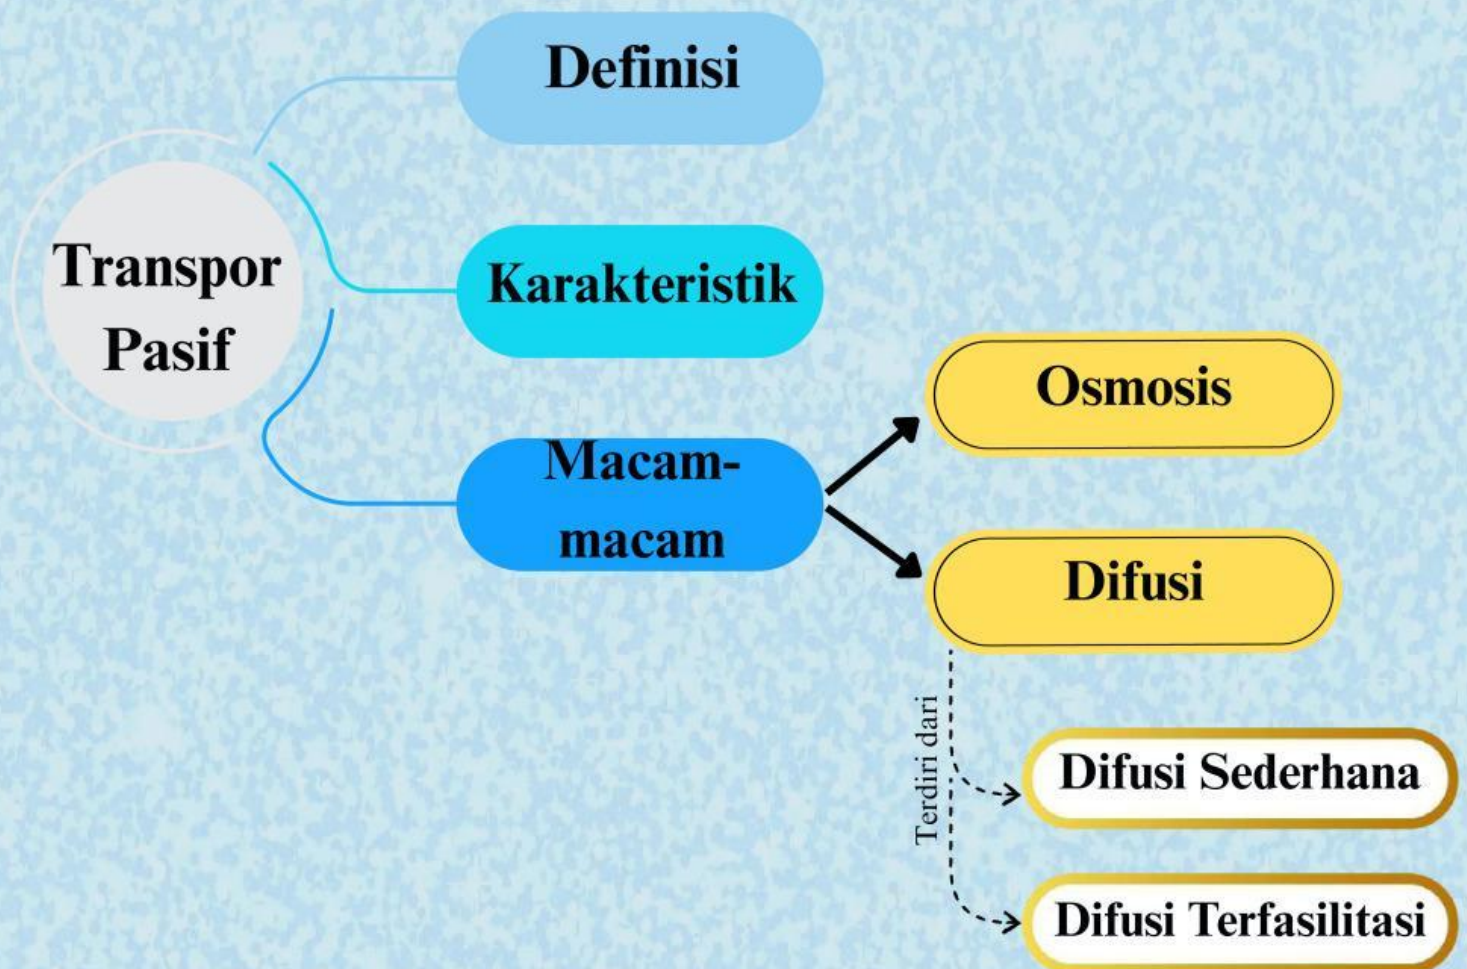 Transpor
Pasif
Definisi
Karakteristik
Macam-
macam
Osmosis
Difusi
Terdiri dari
Difusi Sederhana
Difusi Terfasilitasi